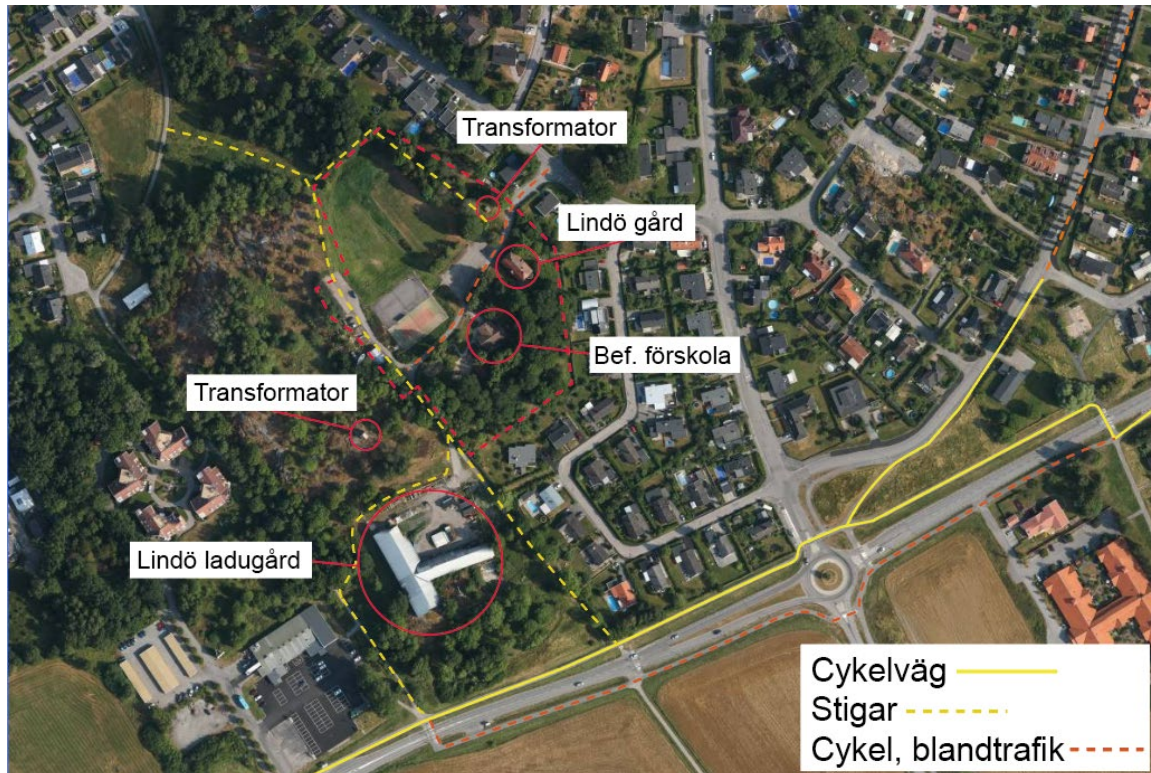 Transformator
Lindö gård
Bef. förskola
Transformator
Lindö ladugård
Cykelväg
Stigar
Cykel, blandtrafik